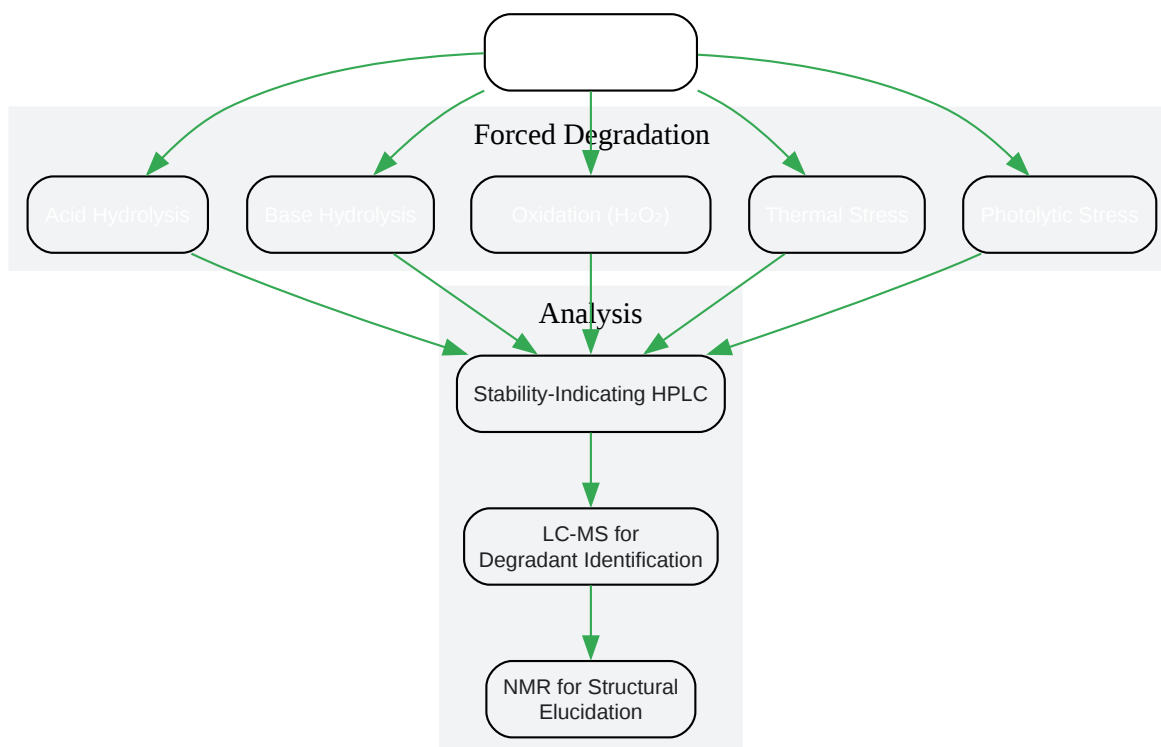 Forced Degradation
Acid Hydrolysis
Base Hydrolysis
Oxidation (H₂O₂)
Thermal Stress
Photolytic Stress
Analysis
Stability-Indicating HPLC
LC-MS for
Degradant Identification
NMR for Structural
Elucidation